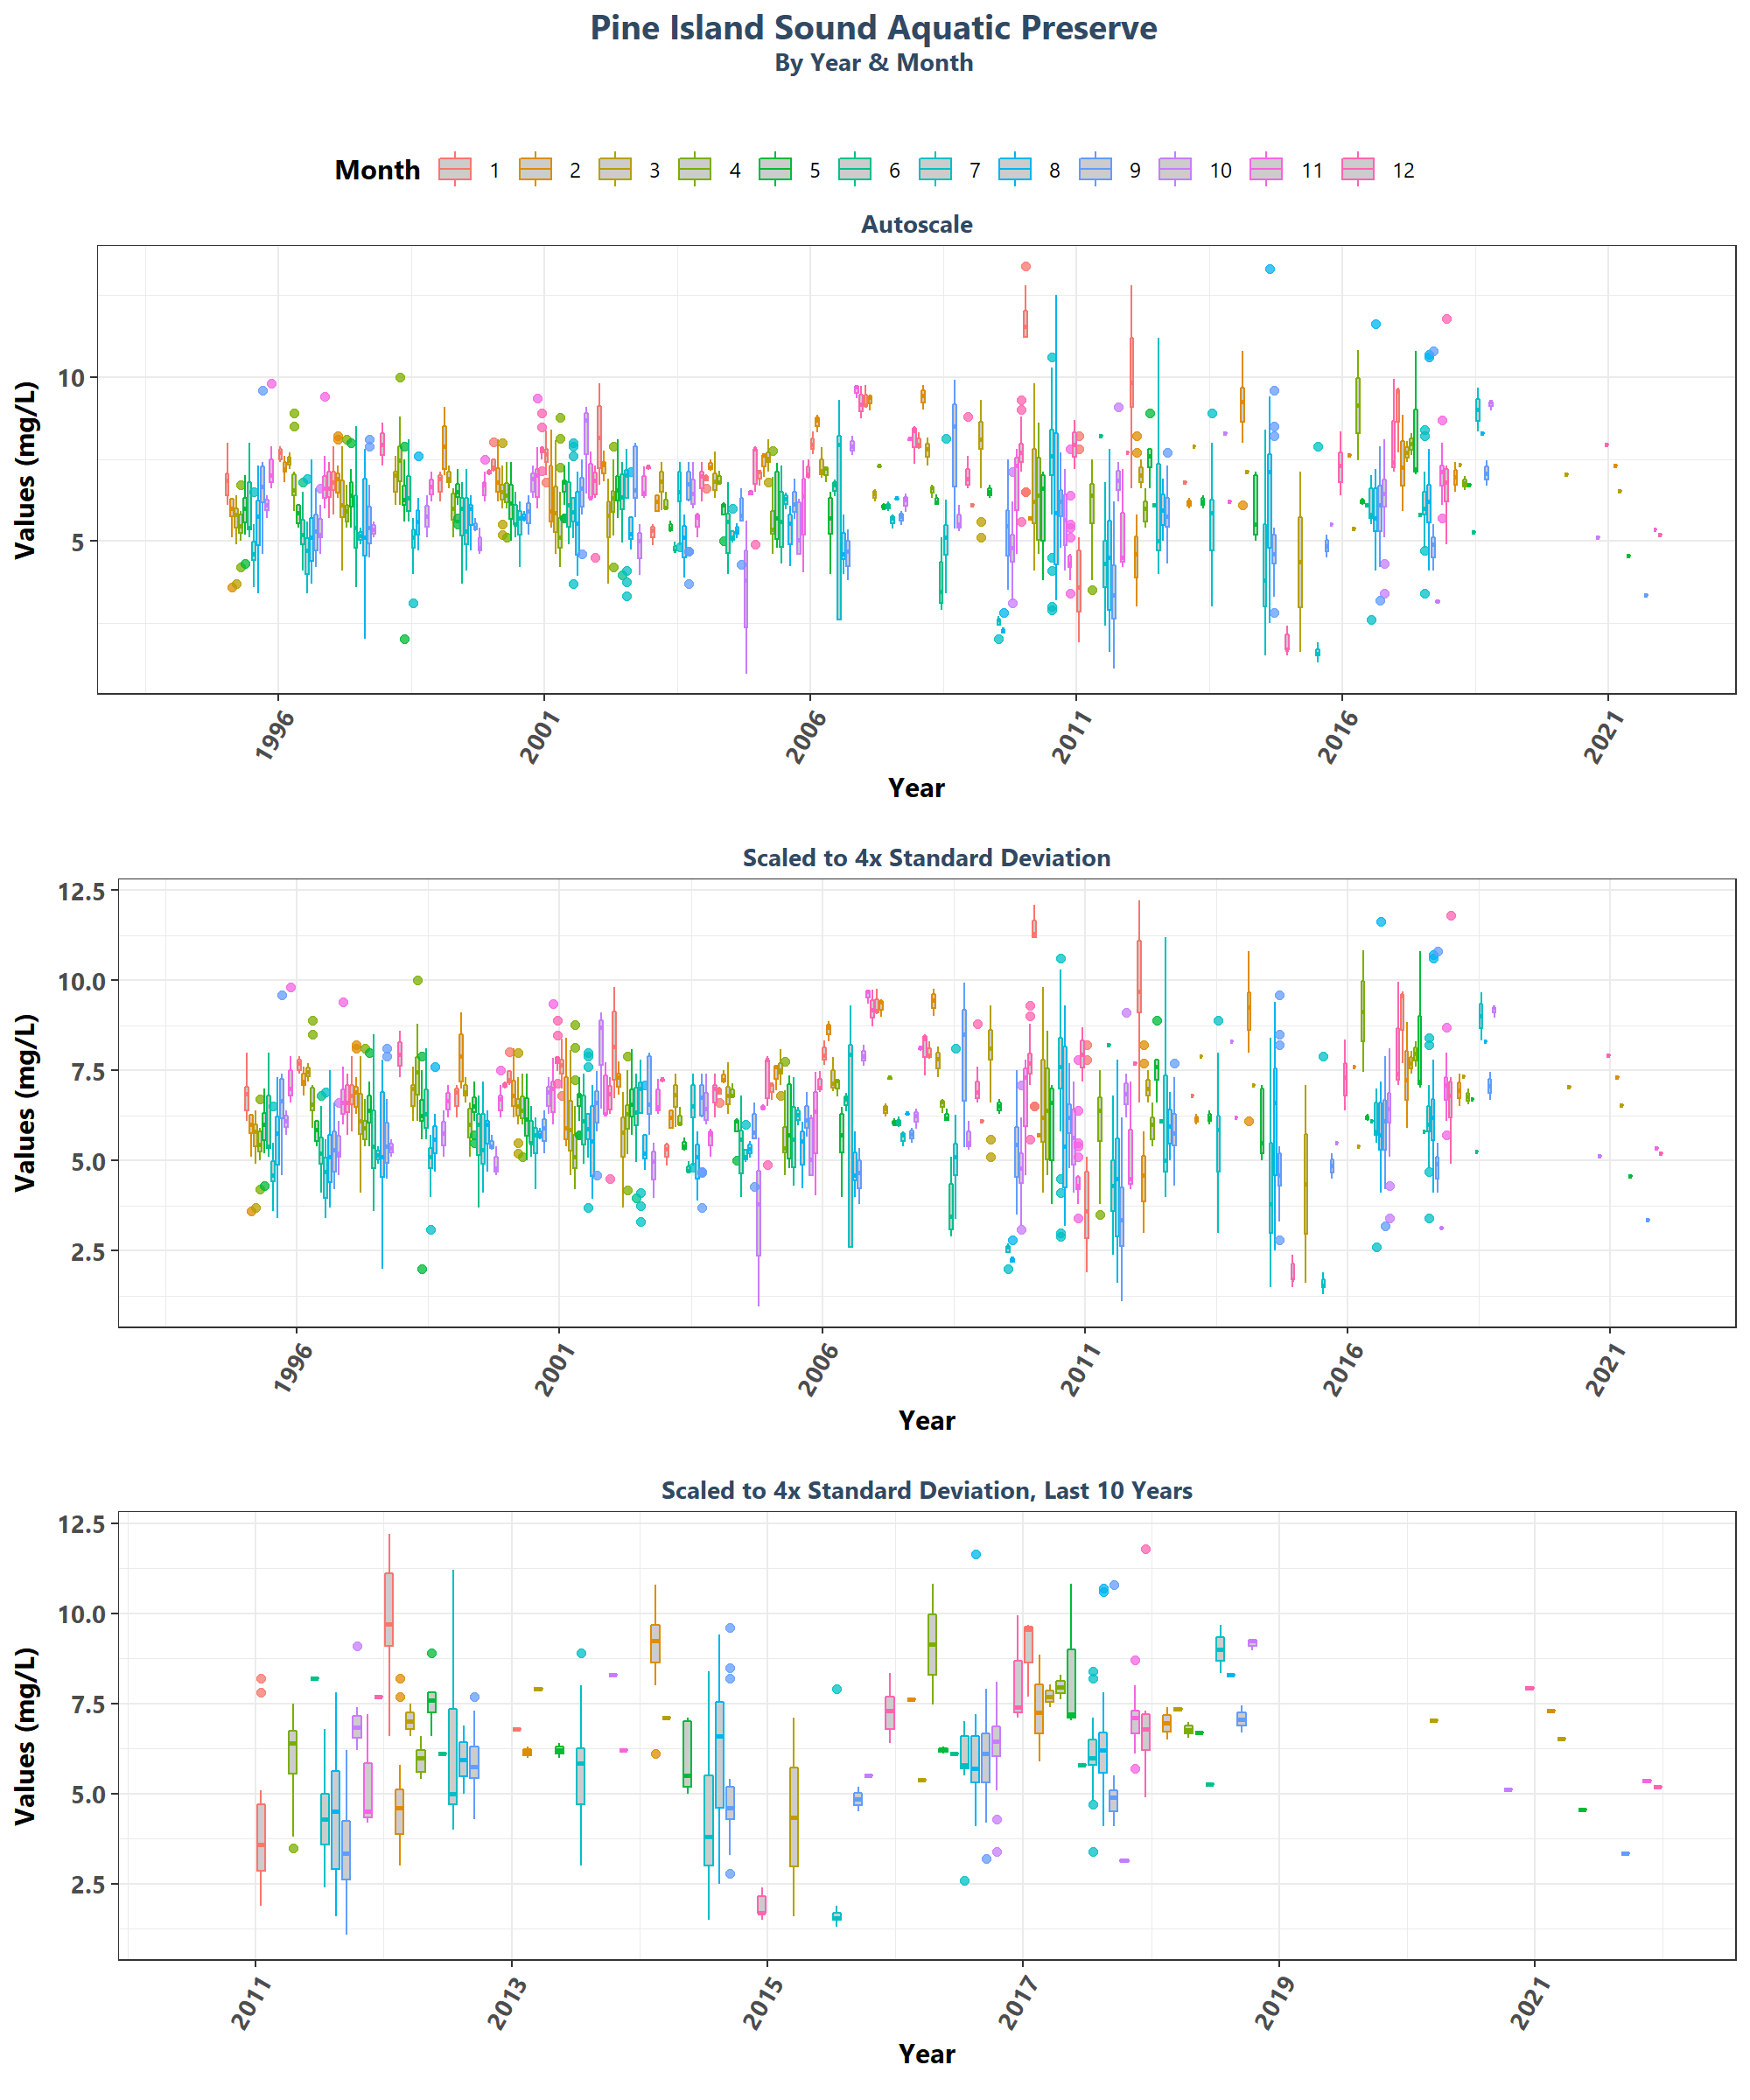 Pine Island Sound Aquatic Preserve
By Year & Month
Month 1 2 3 4 5 6 7 8 9 10 11 12
Autoscale
Values (mg/L)
10
5
1996 2001 2006 2011 2016 2021
Year
Scaled to 4x Standard Deviation
Values (mg/L)
12.5
10.0
7.5
5.0
2.5
1996 2001 2006 2011 2016 2021
Year
Scaled to 4x Standard Deviation, Last 10 Years
Values (mg/L)
12.5
10.0
7.5
5.0
2.5
2011 2013 2015 2017 2019 2021
Year